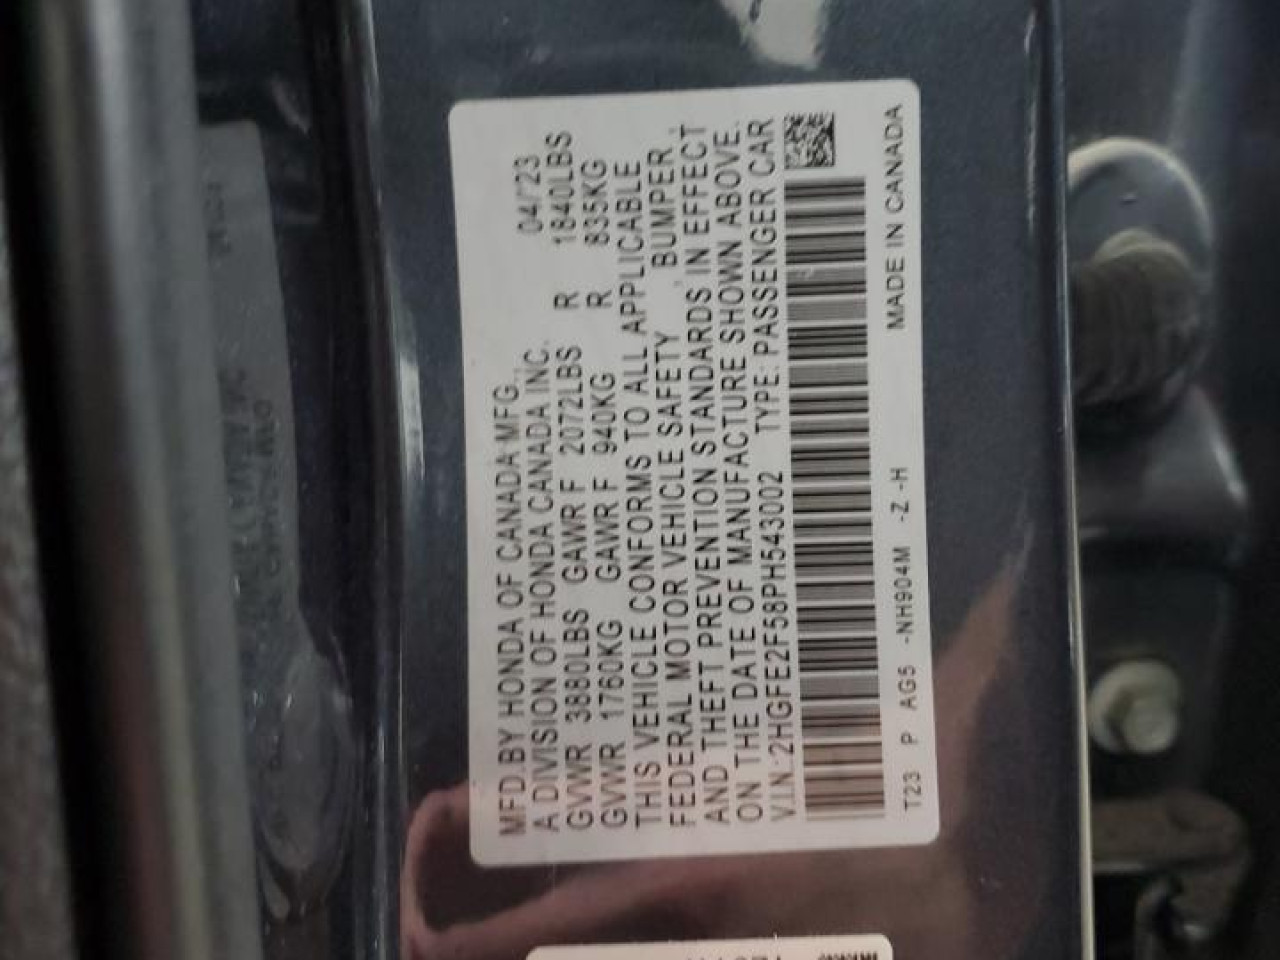 MFD.BY HONDA OF CANADA MFG., 04/'23
A DIVISION OF HONDA CANADA INC.
GVWR 3880LBS GAWR F 2072LBS R 1840LBS
GVWR 1760KG GAWR F 940KG R 835KG
THIS VEHICLE CONFORMS TO ALL APPLICABLE
FEDERAL MOTOR VEHICLE SAFETY , BUMPER ,
AND THEFT PREVENTION STANDARDS IN EFFECT
ON THE DATE OF MANUFACTURE SHOWN ABOVE.
V.I.N.:2HGFE2F58PH543002 TYPE: PASSENGER CAR
T23 P AG5 -NH904M -Z -H MADE IN CANADA